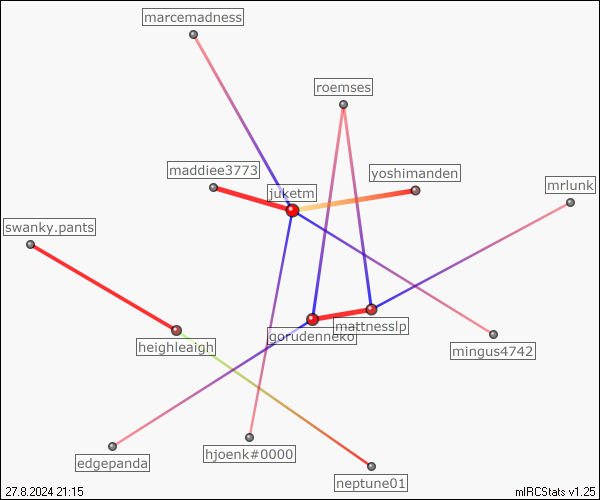 marcemadness
roemses
maddiee3773
yoshimanden
juketm
mrlunk
swanky.pants
mattnesslp
gorudenneko
heighleaigh
mingus4742
hjoenk#0000
edgepanda
neptune01
27.8.2024 21:15
mIRCStats v1.25